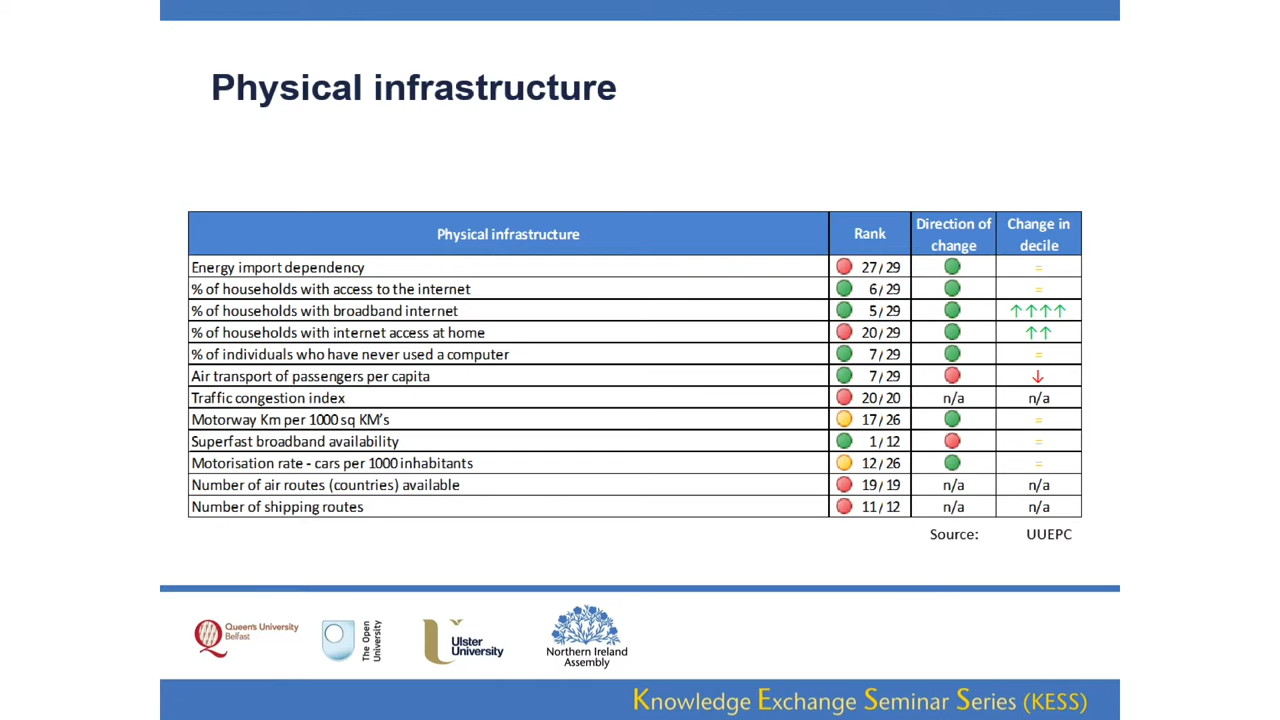 Physical infrastructure
Physical infrastructure Rank Direction of change Change in decile
Energy import dependency 27/29 =
% of households with access to the internet 6/29 =
% of households with broadband internet 5/29 ↑↑↑↑
% of households with internet access at home 20/29 ↑↑
% of individuals who have never used a computer 7/29 =
Air transport of passengers per capita 7/29 ↓
Traffic congestion index 20/20 n/a n/a
Motorway Km per 1000 sq KM's 17/26 =
Superfast broadband availability 1/12 =
Motorisation rate - cars per 1000 inhabitants 12/26 =
Number of air routes (countries) available 19/19 n/a n/a
Number of shipping routes 11/12 n/a n/a
Source: UUEPC
Queen's University
Belfast
The Open
University
Ulster
University
Northern Ireland
Assembly
Knowledge Exchange Seminar Series (KESS)